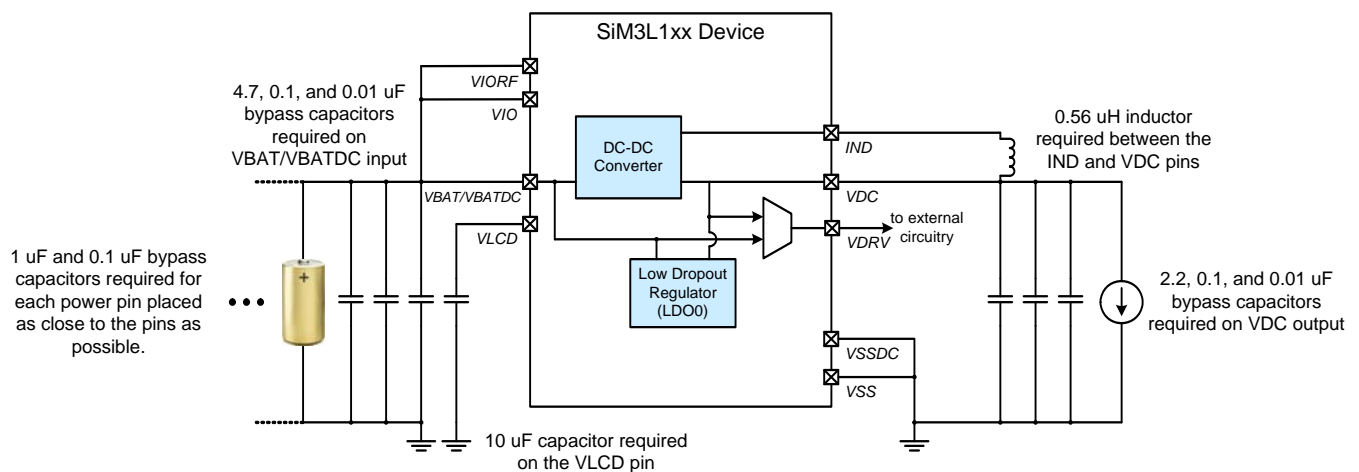 SiM3L1xx Device
VIORF
4.7, 0.1, and 0.01 uF
bypass capacitors
required on
VBAT/VBATDC input
VIO
DC-DC
Converter
IND
0.56 uH inductor
required between the
IND and VDC pins
VBAT/VBATDC
VDC
VLCD
VDRV
to external
circuitry
1 uF and 0.1 uF bypass
capacitors required for
each power pin placed
as close to the pins as
possible.
+
Low Dropout
Regulator
(LDO0)
2.2, 0.1, and 0.01 uF
bypass capacitors
required on VDC output
VSSDC
VSS
10 uF capacitor required
on the VLCD pin